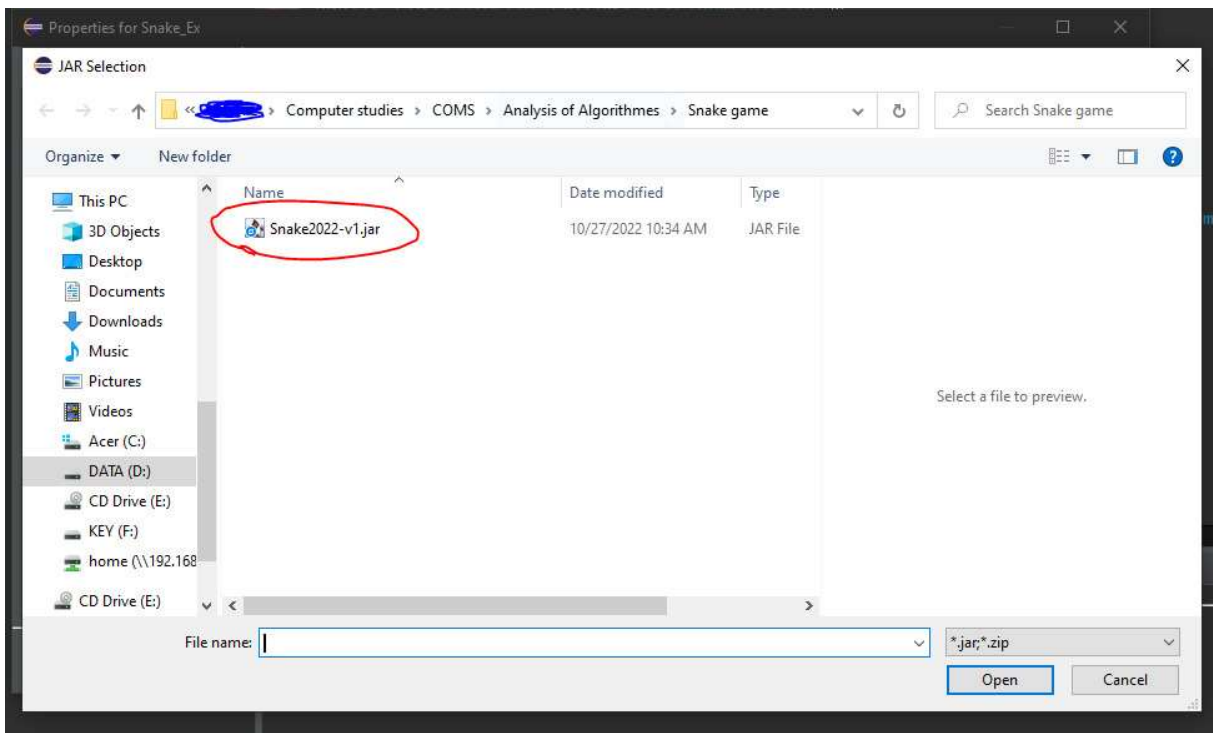 Properties for Snake_Ex
JAR Selection
« > Computer studies > COMS > Analysis of Algorithmes > Snake game
Search Snake game
Organize
New folder
Name
Date modified
Type
Snake2022-v1.jar
10/27/2022 10:34 AM
JAR File
This PC
3D Objects
Desktop
Documents
Downloads
Music
Pictures
Videos
Acer (C:)
DATA (D:)
CD Drive (E:)
KEY (F:)
home (\\192.168
CD Drive (E:)
Select a file to preview.
File name:
*.jar;*.zip
Open
Cancel